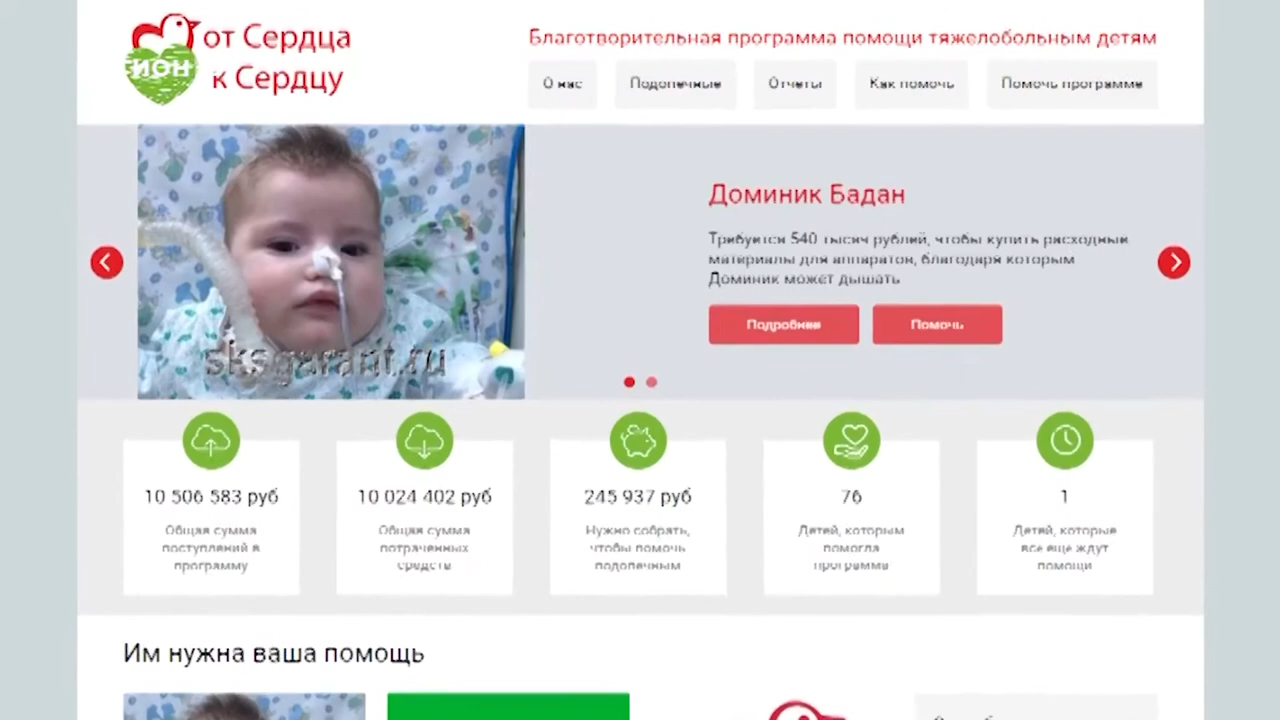 от Сердца
к Сердцу
ИОН
Благотворительная программа помощи тяжелобольным детям
О нас
Подопечные
Отчеты
Как помочь
Помочь программе
Доминик Бадан
Требуется 540 тысяч рублей, чтобы купить расходные
материалы для аппаратов, благодаря которым
Доминик может дышать
Подробнее
Помочь
sksgarant.ru
10 506 583 руб
Общая сумма
поступлений в
программу
10 024 402 руб
Общая сумма
потраченных
средств
245 937 руб
Нужно собрать,
чтобы помочь
подопечным
76
Детей, которым
помогла
программа
1
Детей, которые
все еще ждут
помощи
Им нужна ваша помощь